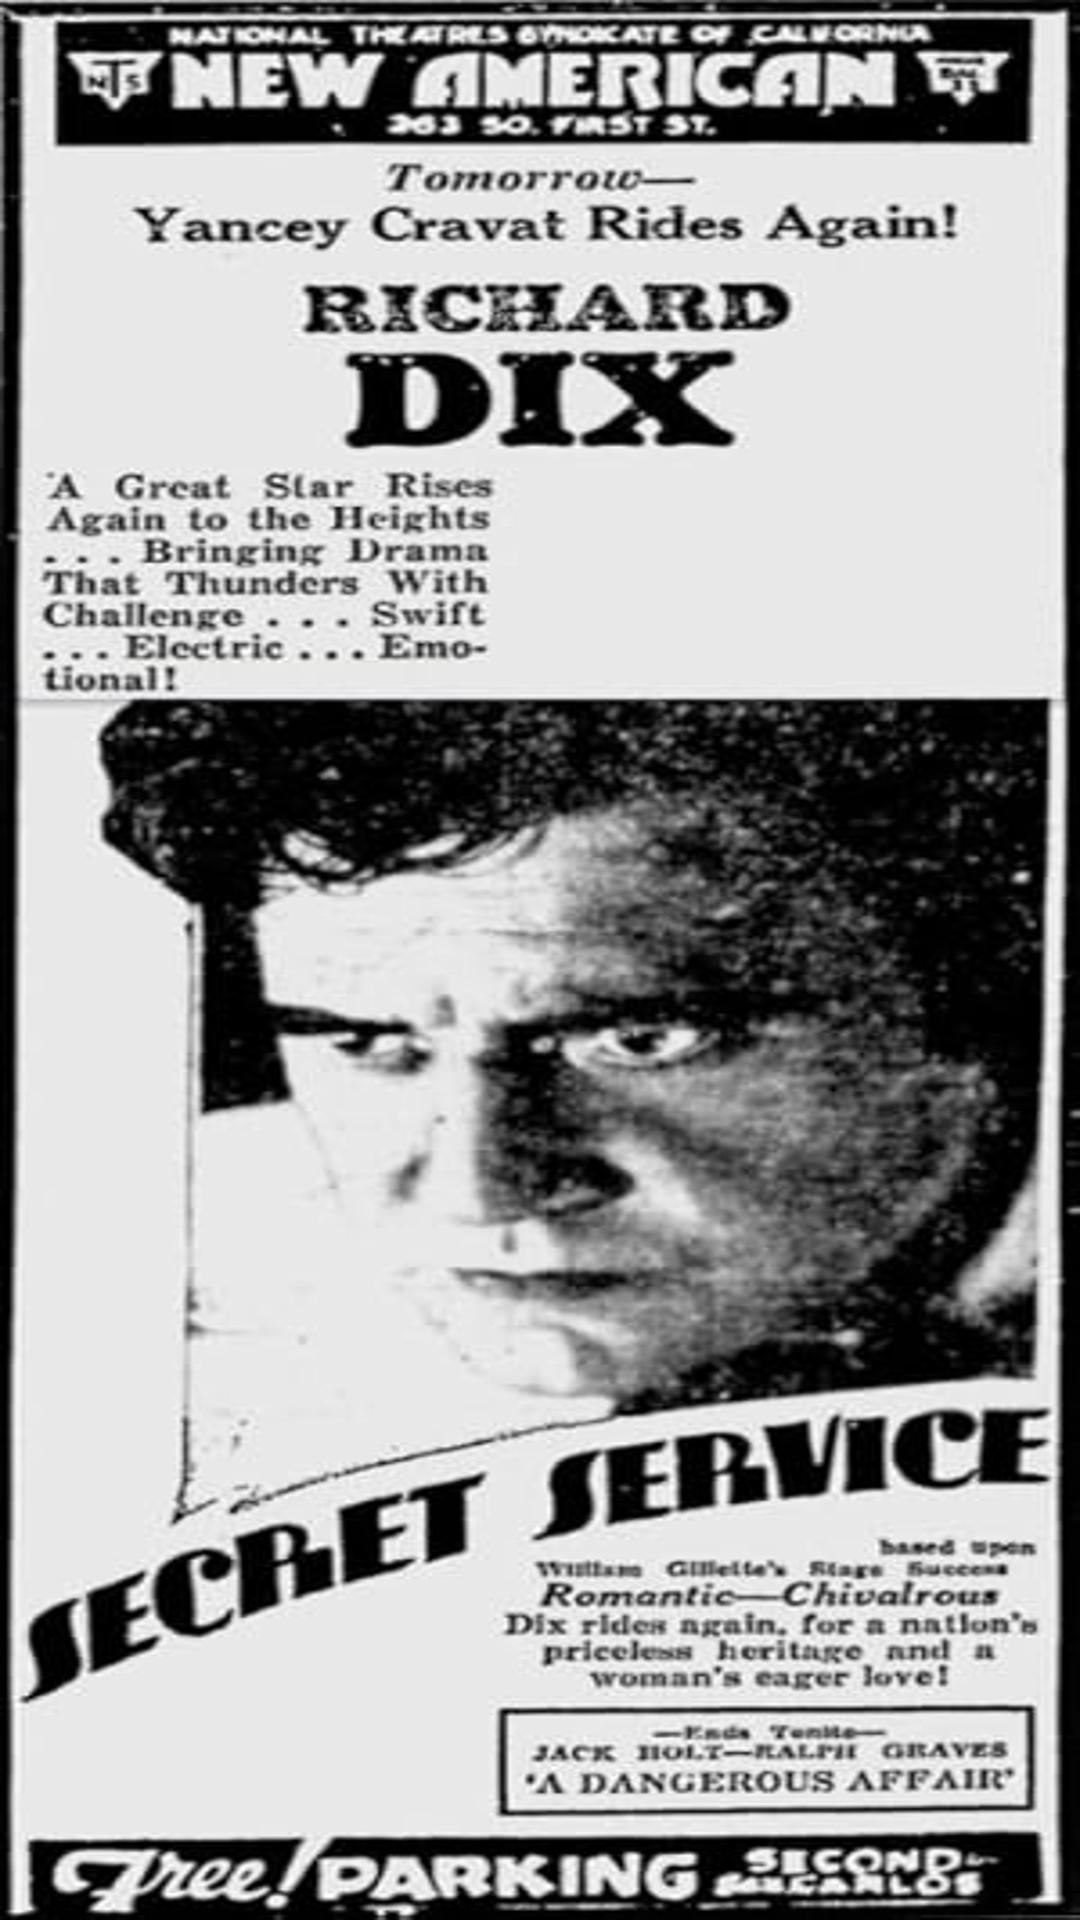 NATIONAL THEATRES SYNDICATE OF CALIFORNIA
NTS NEW AMERICAN
363 SO. FIRST ST.
Tomorrow—
Yancey Cravat Rides Again!
RICHARD
DIX
A Great Star Rises
Again to the Heights
. . . Bringing Drama
That Thunders With
Challenge . . . Swift
. . . Electric . . . Emo-
tional!
SECRET SERVICE
based upon
William Gillette's Stage Success
Romantic—Chivalrous
Dix rides again, for a nation's
priceless heritage and a
woman's eager love!
—Ends Tonite—
JACK HOLT—RALPH GRAVES
'A DANGEROUS AFFAIR'
Free! PARKING SECOND
SAN CARLOS